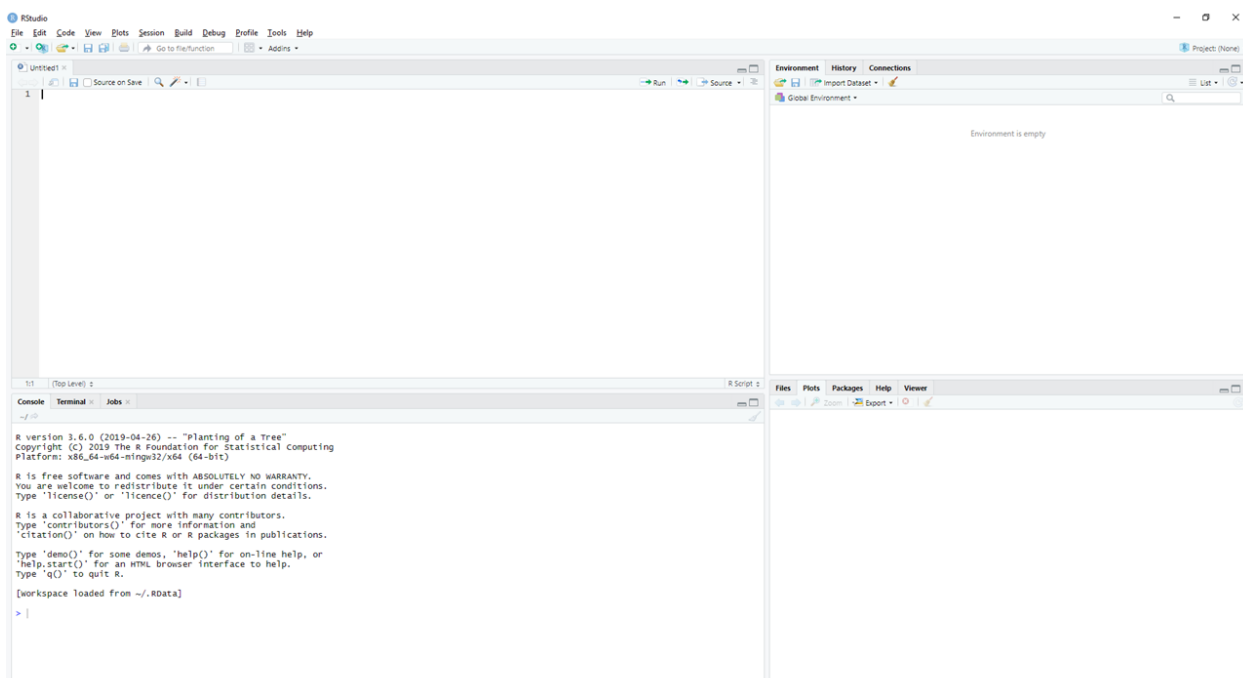 RStudio
File Edit Code View Plots Session Build Debug Profile Tools Help
Go to file/function Addins
Project: (None)
Untitled1
Source on Save Run Source
1
1:1 (Top Level) R Script
Console Terminal Jobs
~/
R version 3.6.0 (2019-04-26) -- "Planting of a Tree"
Copyright (C) 2019 The R Foundation for Statistical Computing
Platform: x86_64-w64-mingw32/x64 (64-bit)
R is free software and comes with ABSOLUTELY NO WARRANTY.
You are welcome to redistribute it under certain conditions.
Type 'license()' or 'licence()' for distribution details.
R is a collaborative project with many contributors.
Type 'contributors()' for more information and
'citation()' on how to cite R or R packages in publications.
Type 'demo()' for some demos, 'help()' for on-line help, or
'help.start()' for an HTML browser interface to help.
Type 'q()' to quit R.
[Workspace loaded from ~/.RData]
>
Environment History Connections
Import Dataset List
Global Environment
Environment is empty
Files Plots Packages Help Viewer
Zoom Export